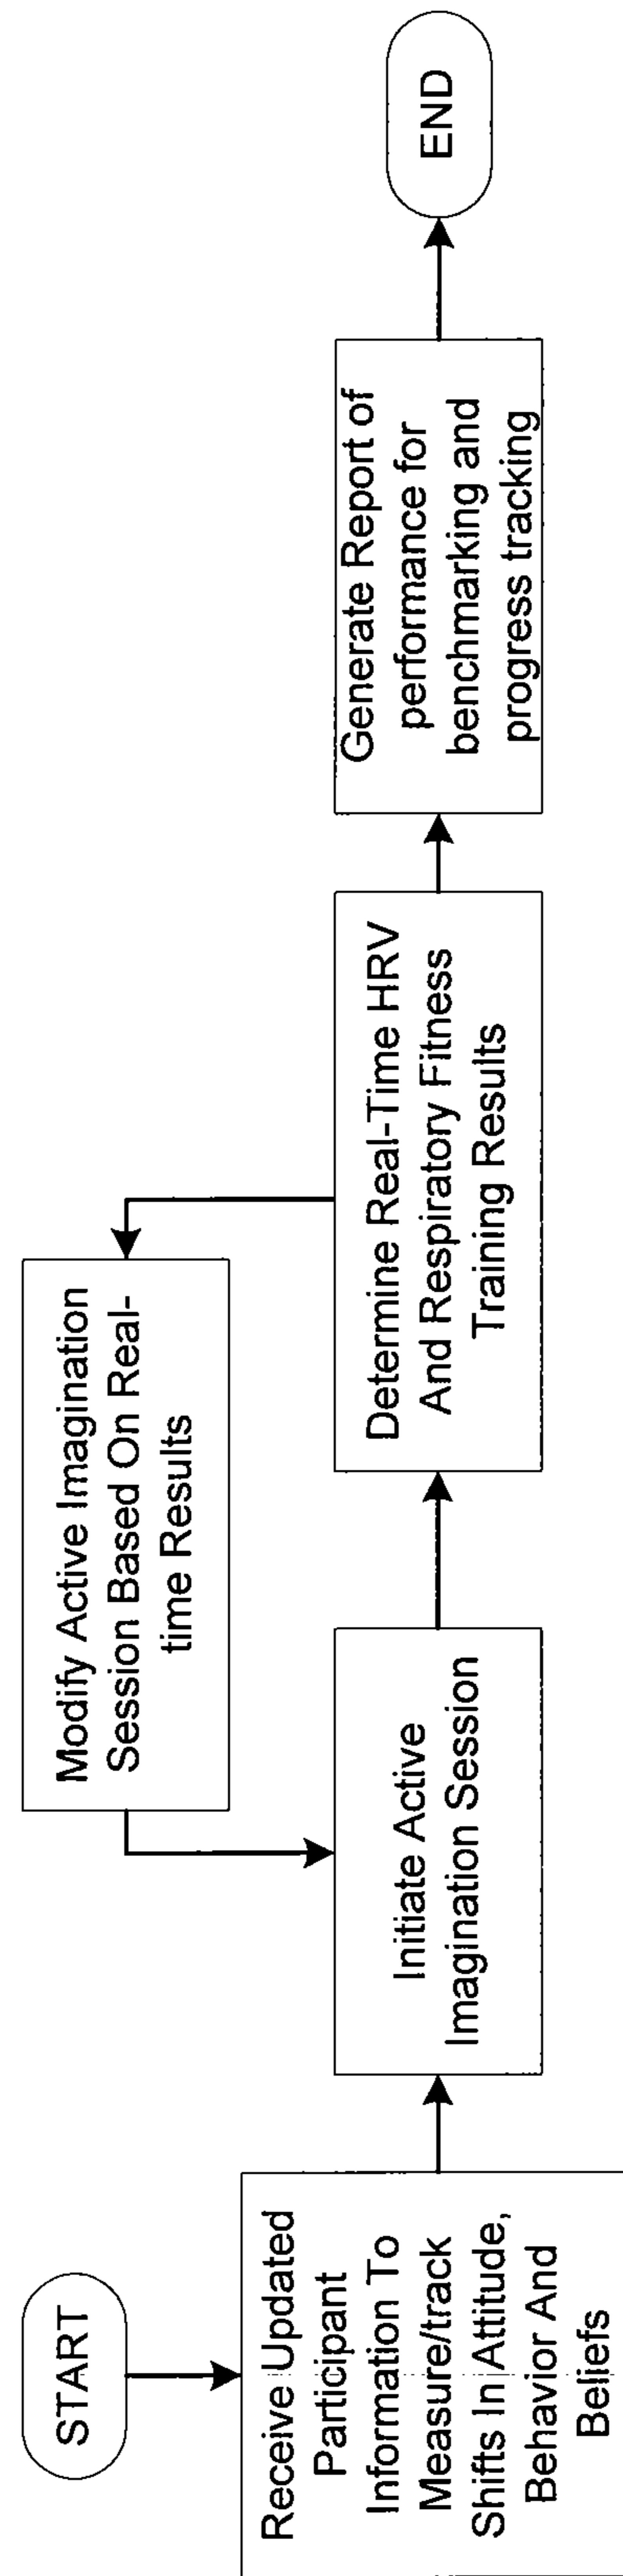 START
Receive Updated
Participant
Information To
Measure/track
Shifts In Attitude,
Behavior And
Beliefs
Initiate Active
Imagination Session
Modify Active Imagination
Session Based On Real-
time Results
Determine Real-Time HRV
And Respiratory Fitness
Training Results
Generate Report of
performance for
benchmarking and
progress tracking
END